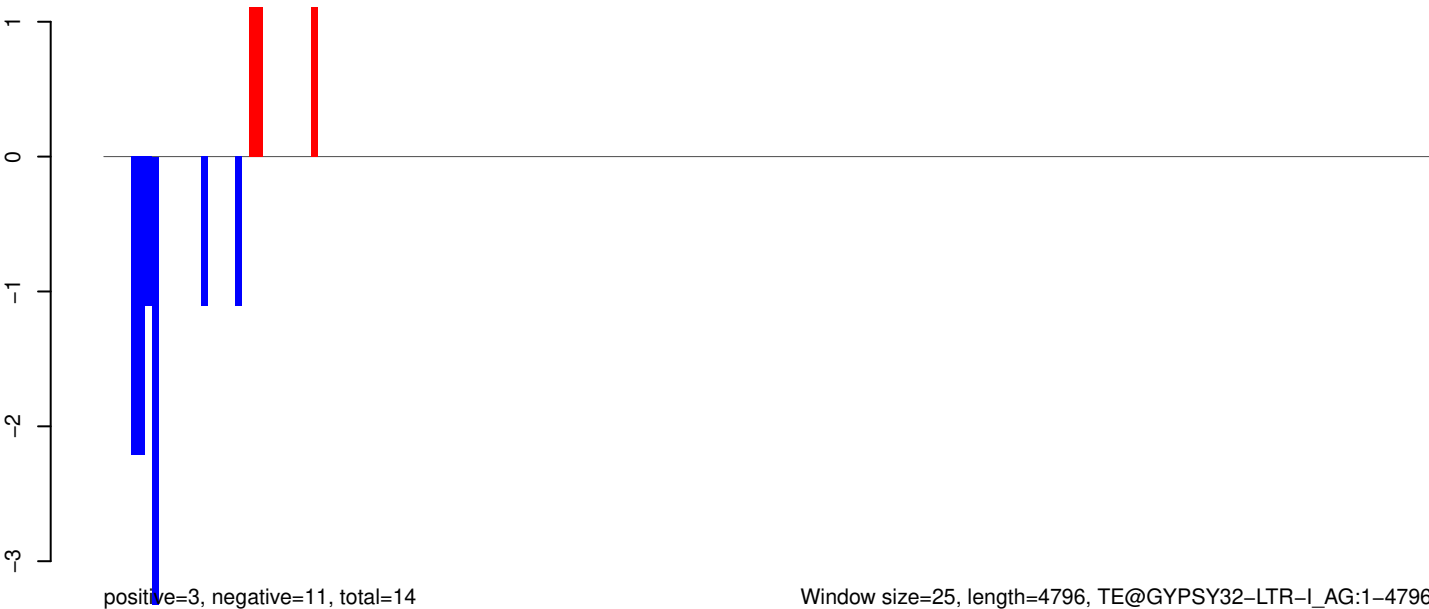 1
0
−1
−2
−3
positive=3, negative=11, total=14
Window size=25, length=4796, TE@GYPSY32−LTR−I_AG:1−4796